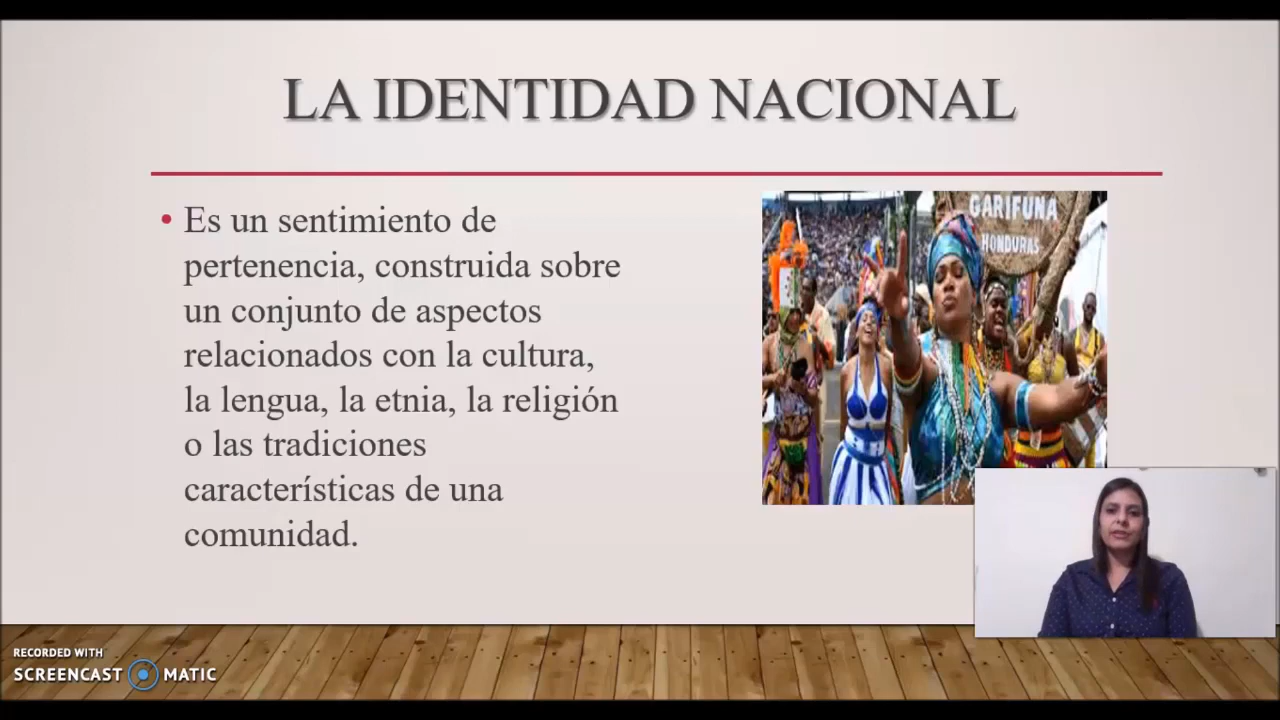 LA IDENTIDAD NACIONAL
• Es un sentimiento de
pertenencia, construida sobre
un conjunto de aspectos
relacionados con la cultura,
la lengua, la etnia, la religión
o las tradiciones
características de una
comunidad.
GARIFUNA
HONDURAS
RECORDED WITH
SCREENCAST MATIC